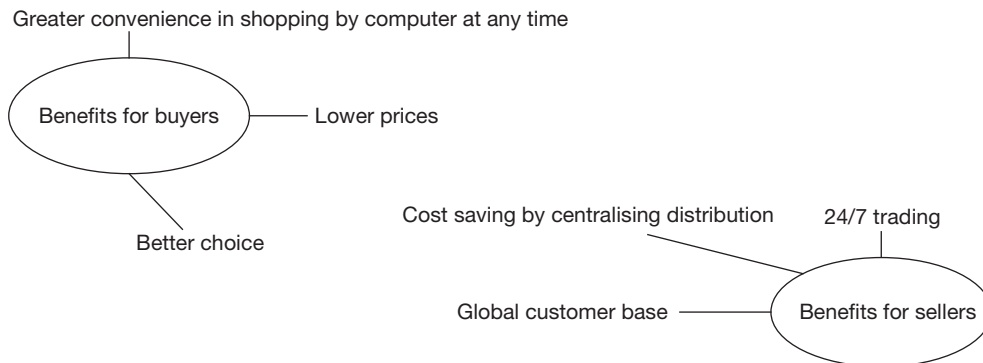 Greater convenience in shopping by computer at any time
Benefits for buyers
Lower prices
Better choice
Cost saving by centralising distribution
24/7 trading
Global customer base
Benefits for sellers